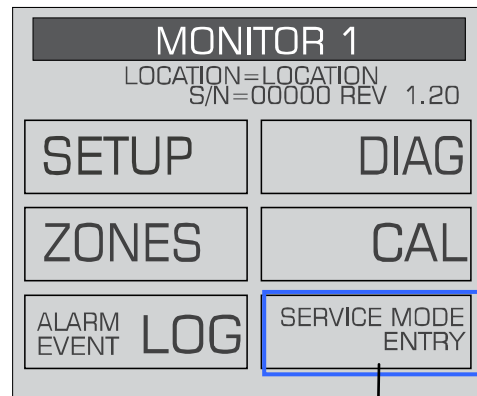 MONITOR 1
LOCATION=LOCATION
S/N=00000 REV 1.20
SETUP
DIAG
ZONES
CAL
ALARM
EVENT LOG
SERVICE MODE
ENTRY